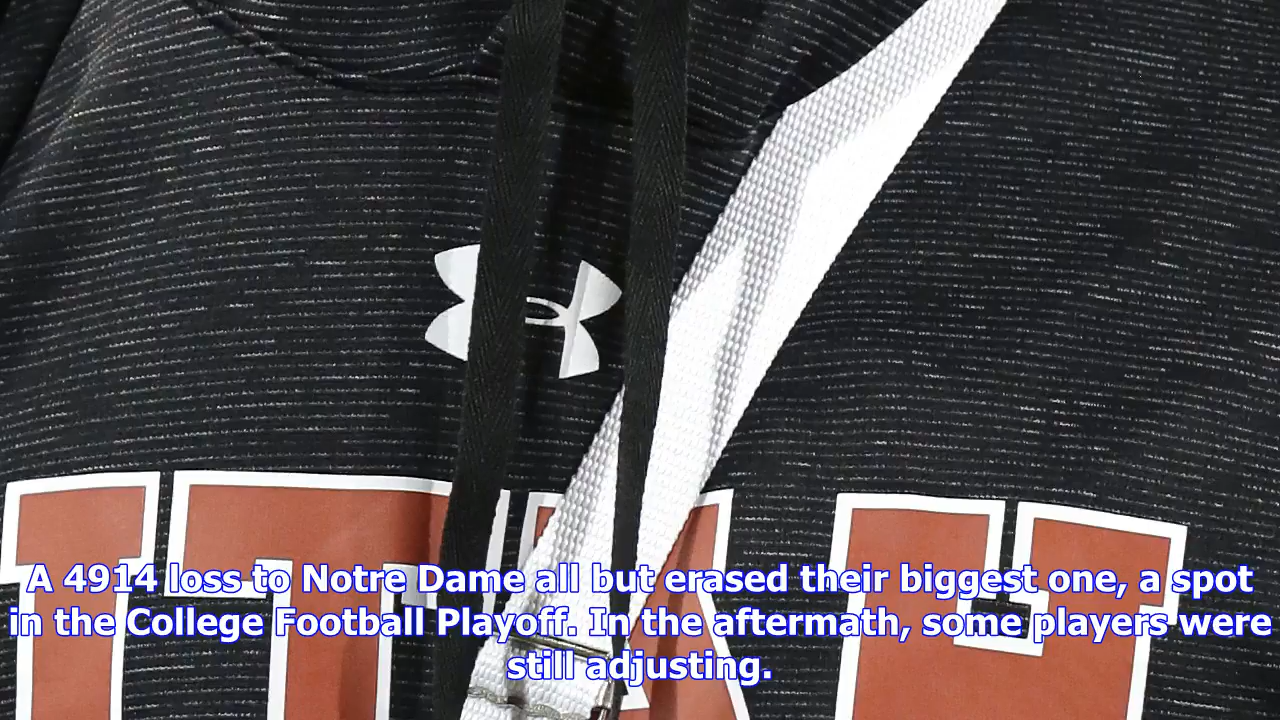 UTAH
A 4914 loss to Notre Dame all but erased their biggest one, a spot
in the College Football Playoff. In the aftermath, some players were
still adjusting.